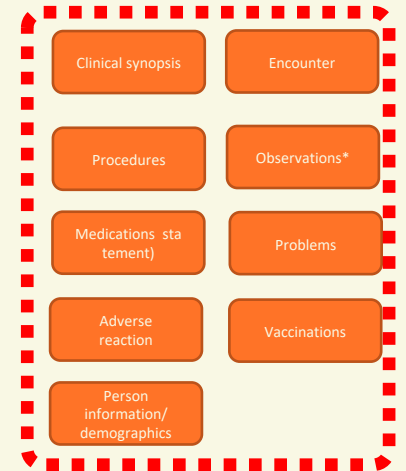 Clinical synopsis
Encounter
Procedures
Observations*
Medications sta
tement)
Problems
Adverse
reaction
Vaccinations
Person
information/
demographics